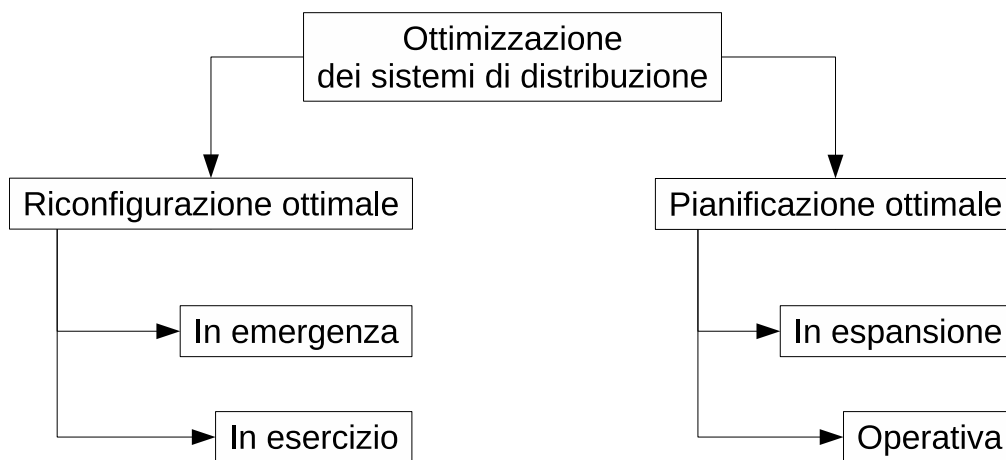 Ottimizzazione
dei sistemi di distribuzione
Riconfigurazione ottimale
Pianificazione ottimale
In emergenza
In espansione
In esercizio
Operativa